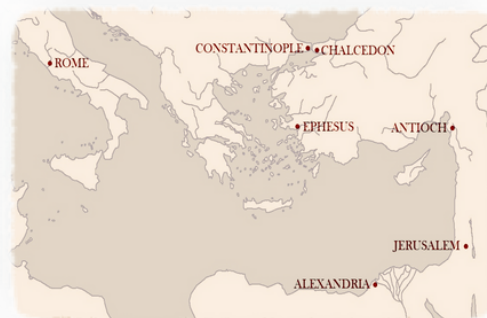 CONSTANTINOPLE
CHALCEDON
ROME
EPHESUS
ANTIOCH
JERUSALEM
ALEXANDRIA